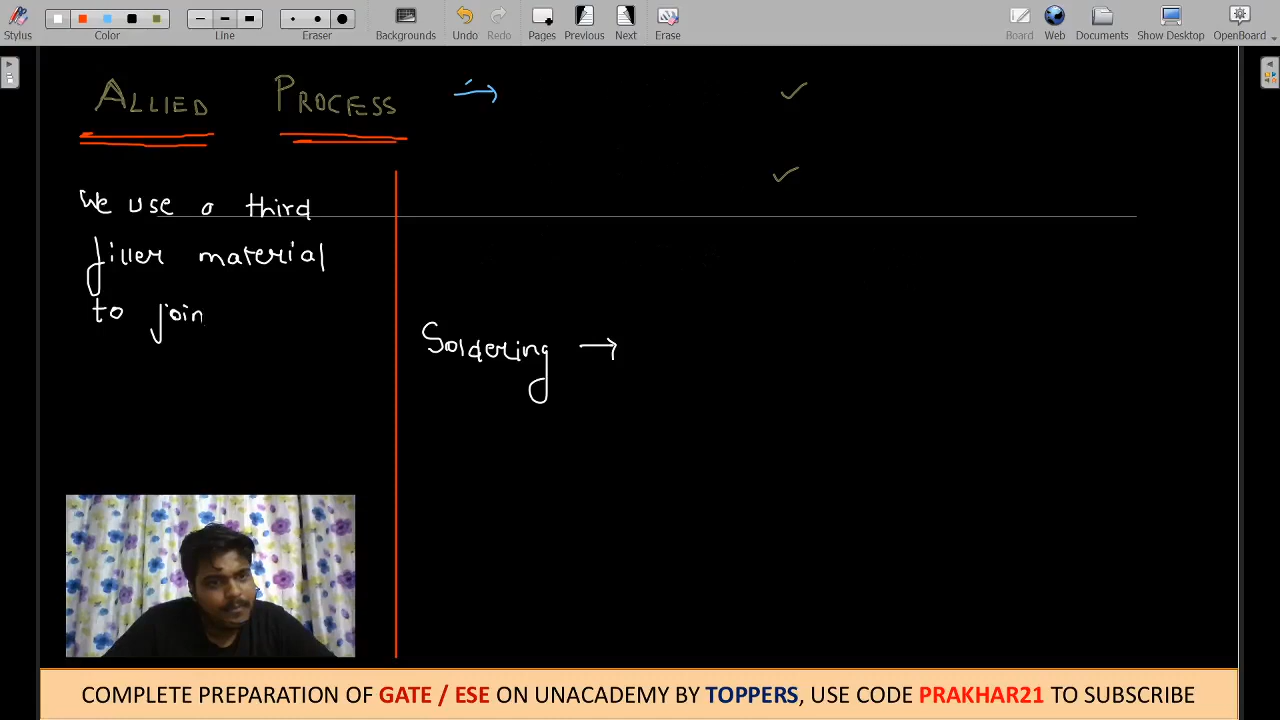 Stylus
Color
Line
Eraser
Backgrounds
Undo
Redo
Pages
Previous
Next
Erase
Board
Web
Documents
Show Desktop
OpenBoard
ALLIED PROCESS →
We use a third
filler material
to join
Soldering →
COMPLETE PREPARATION OF GATE / ESE ON UNACADEMY BY TOPPERS, USE CODE PRAKHAR21 TO SUBSCRIBE